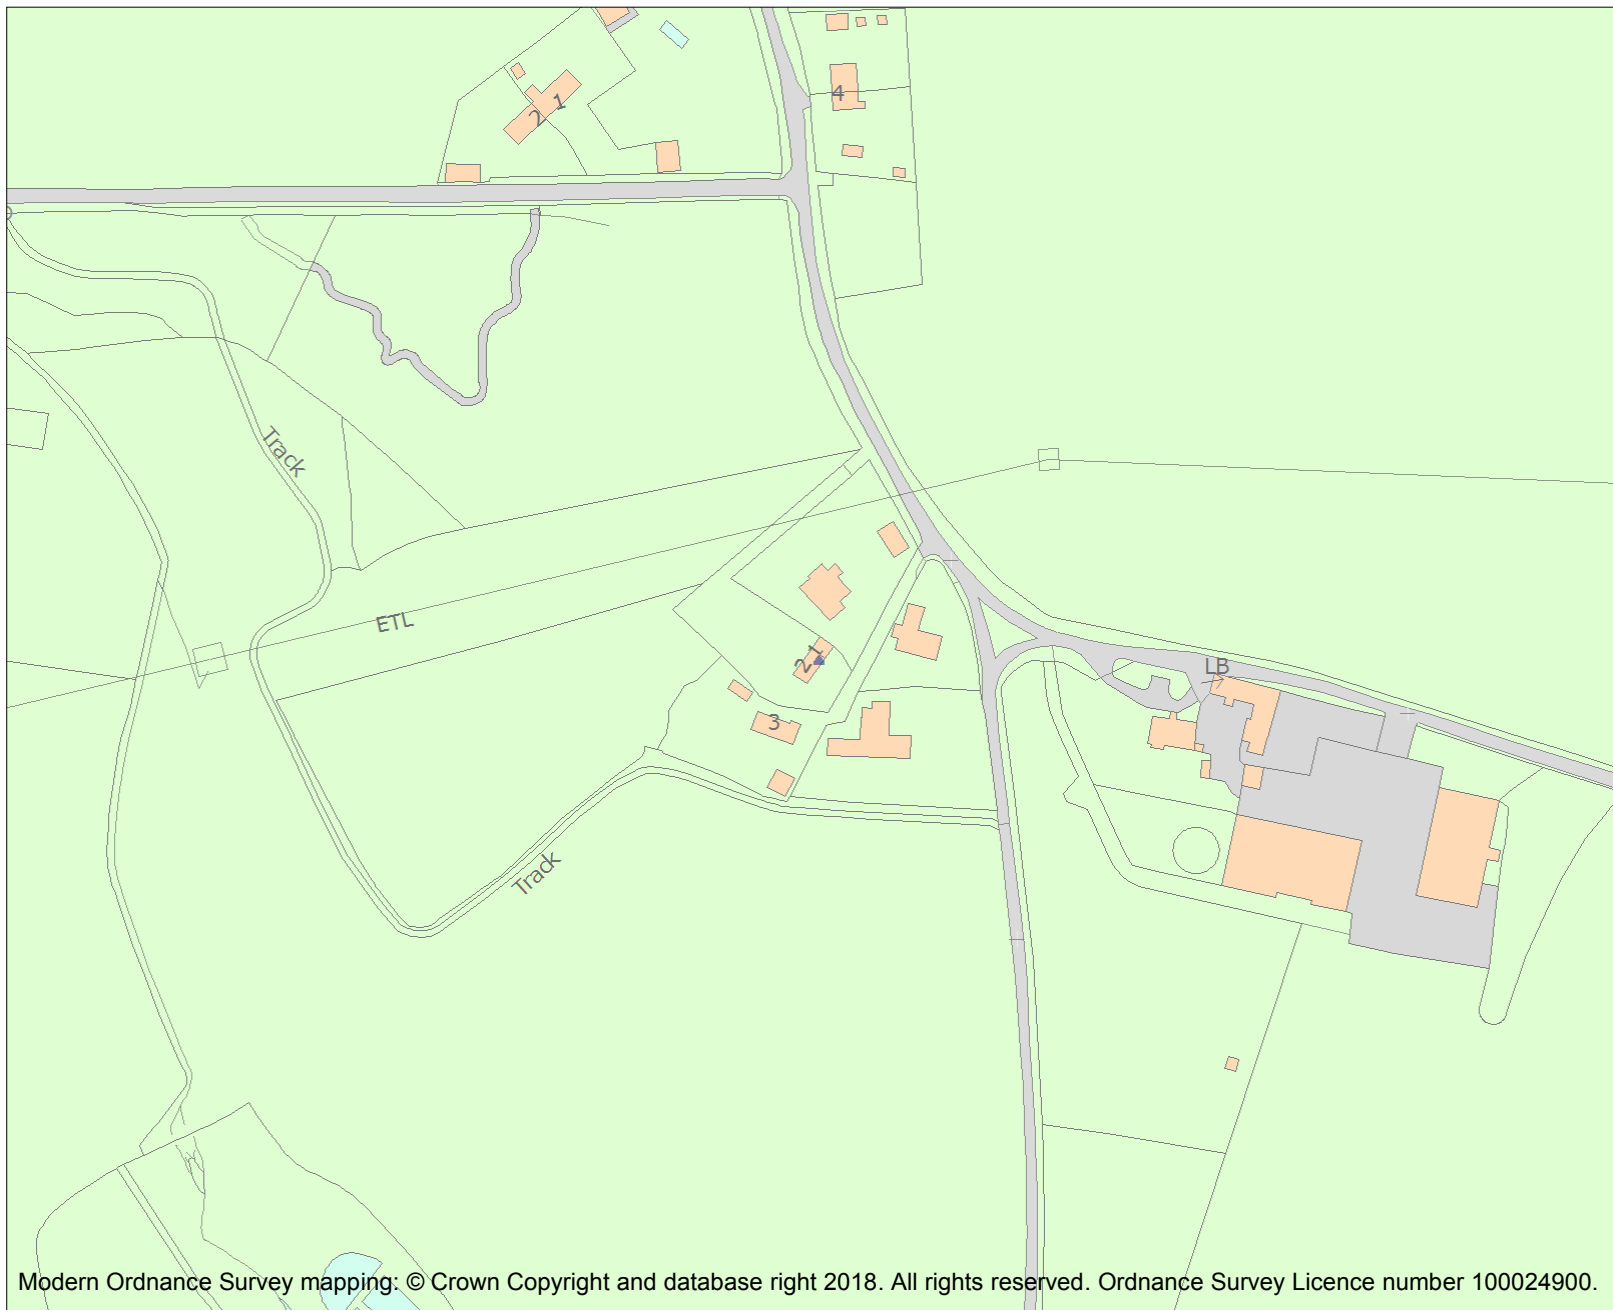 4
2 1
Track
ETL
2 1
LB
3
Track
Modern Ordnance Survey mapping: © Crown Copyright and database right 2018. All rights reserved. Ordnance Survey Licence number 100024900.